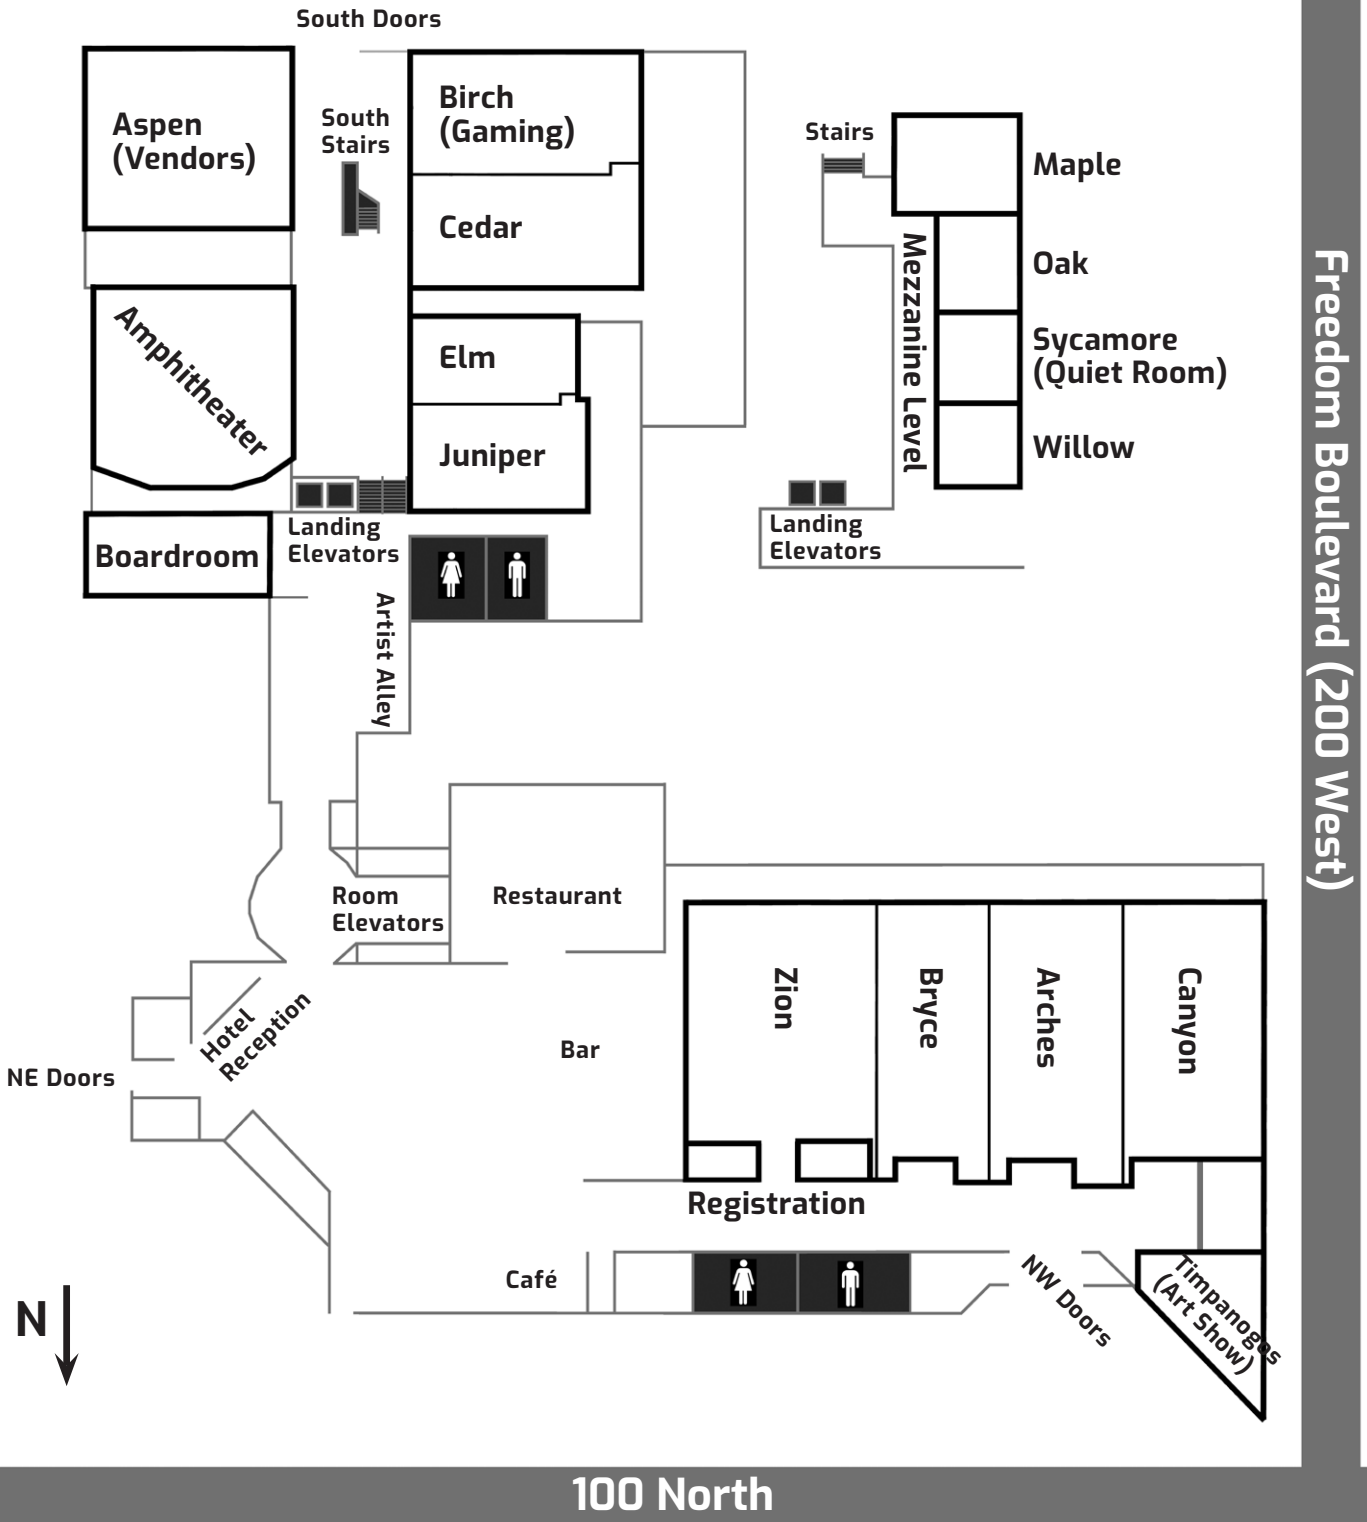 South Doors
Aspen
(Vendors)
South
Stairs
Birch
(Gaming)
Cedar
Stairs
Maple
Oak
Sycamore
(Quiet Room)
Willow
Mezzanine Level
Amphitheater
Elm
Juniper
Landing
Elevators
Landing
Elevators
Boardroom
Artist Alley
Freedom Boulevard (200 West)
Room
Elevators
Restaurant
Zion
Bryce
Arches
Canyon
Hotel
Reception
Bar
NE Doors
Registration
Café
NW Doors
Timpanogos
(Art Show)
N
100 North